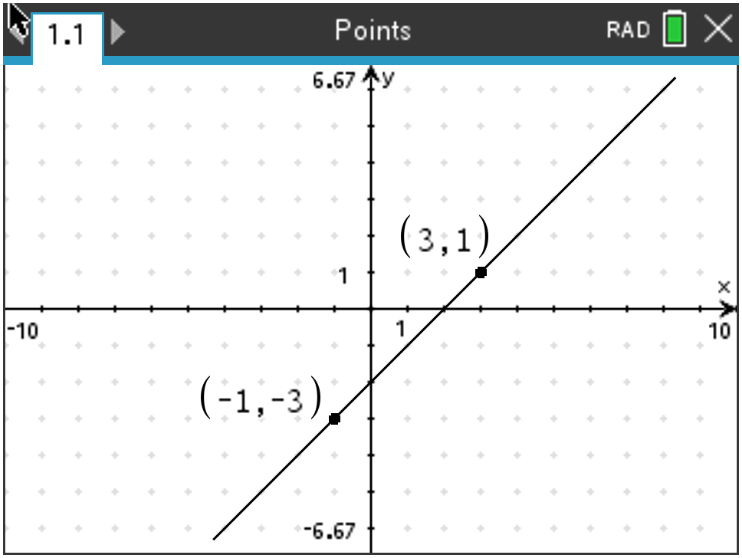 1.1 Points RAD
6.67 y
(3,1)
1
x
-10 1 10
(-1,-3)
-6.67